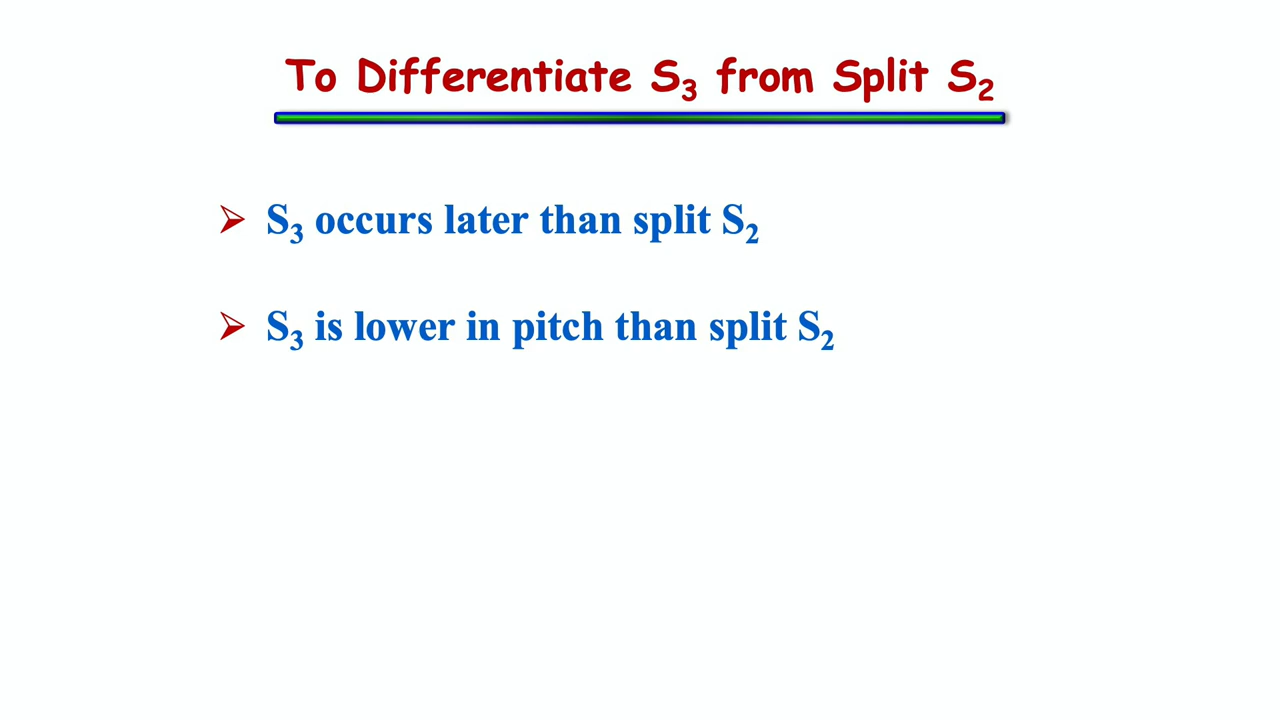 To Differentiate S₃ from Split S₂
➢ S₃ occurs later than split S₂
➢ S₃ is lower in pitch than split S₂